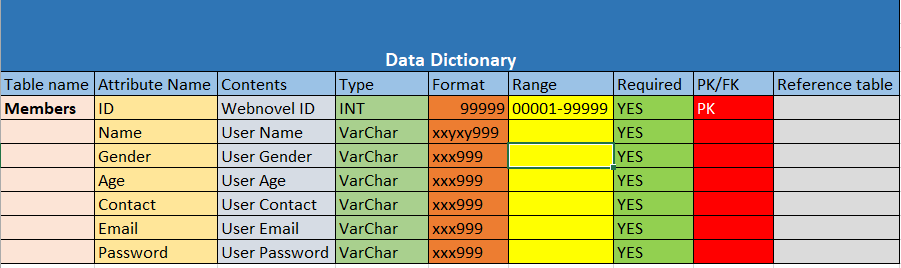 Data Dictionary
Table name Attribute Name Contents Type Format Range Required PK/FK Reference table
Members ID Webnovel ID INT 99999 00001-99999 YES PK
Name User Name VarChar xxyxy999 YES
Gender User Gender VarChar xxx999 YES
Age User Age VarChar xxx999 YES
Contact User Contact VarChar xxx999 YES
Email User Email VarChar xxx999 YES
Password User Password VarChar xxx999 YES